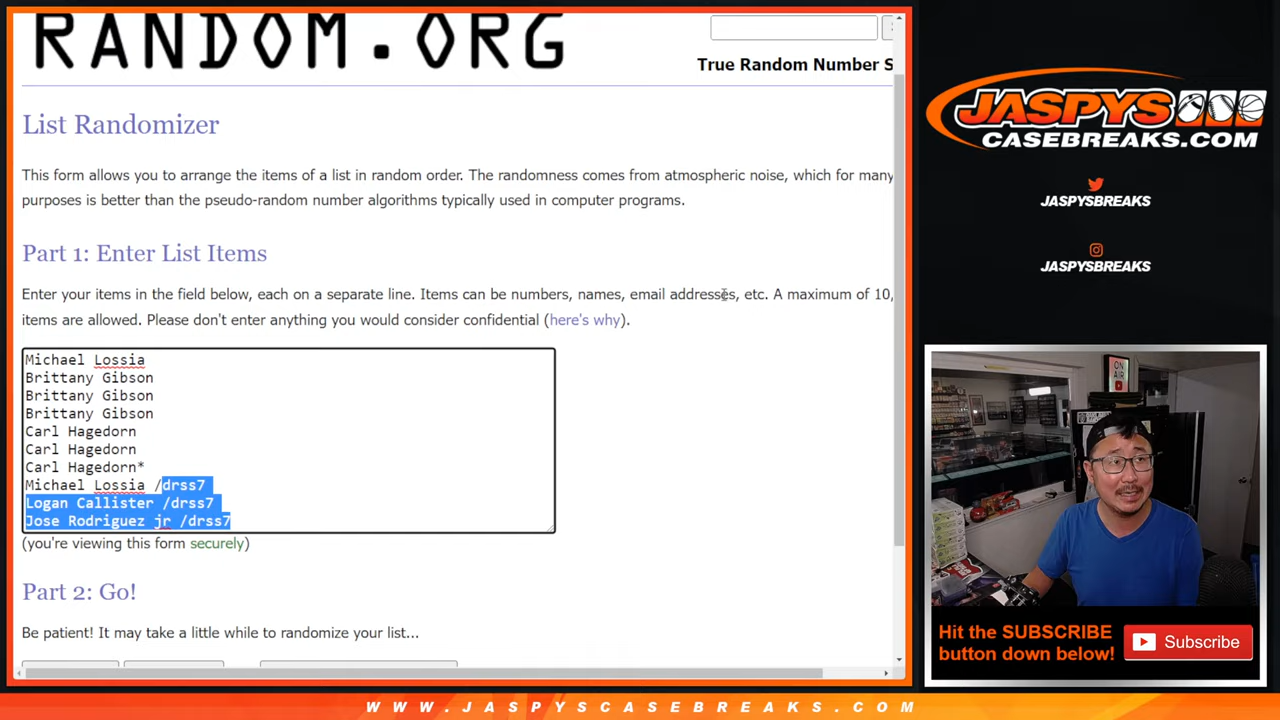 RANDOM.ORG
True Random Number S
List Randomizer
This form allows you to arrange the items of a list in random order. The randomness comes from atmospheric noise, which for many
purposes is better than the pseudo-random number algorithms typically used in computer programs.
Part 1: Enter List Items
Enter your items in the field below, each on a separate line. Items can be numbers, names, email addresses, etc. A maximum of 10,
items are allowed. Please don't enter anything you would consider confidential (here's why).
Michael Lossia
Brittany Gibson
Brittany Gibson
Brittany Gibson
Carl Hagedorn
Carl Hagedorn
Carl Hagedorn*
Michael Lossia /drss7
Logan Callister /drss7
Jose Rodriguez jr /drss7
(you're viewing this form securely)
Part 2: Go!
Be patient! It may take a little while to randomize your list...
JASPYS
CASEBREAKS.COM
JASPYSBREAKS
JASPYSBREAKS
ON
AIR
Hit the SUBSCRIBE
button down below!
Subscribe
WWW.JASPYSCASEBREAKS.COM